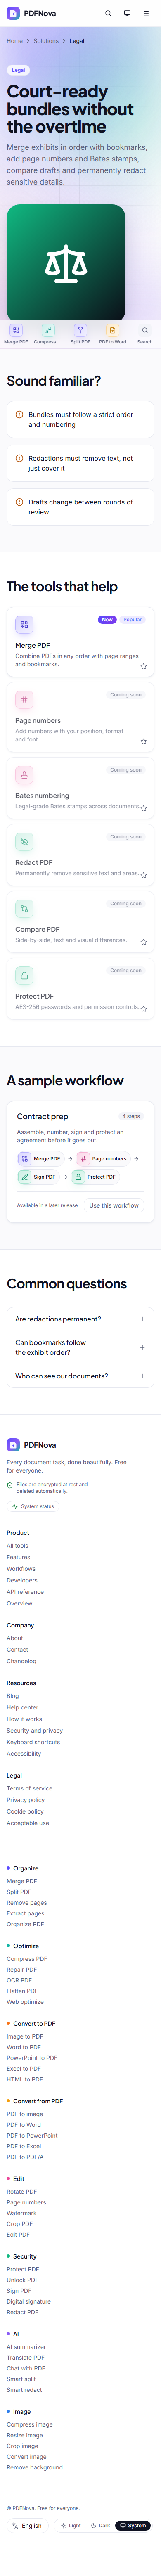 PDFNova
Home > Solutions > Legal
Legal
Court-ready
bundles without
the overtime
Merge exhibits in order with bookmarks,
add page numbers and Bates stamps,
compare drafts and permanently redact
sensitive details.
Merge PDF
Compress ...
Split PDF
PDF to Word
Search
Sound familiar?
Bundles must follow a strict order
and numbering
Redactions must remove text, not
just cover it
Drafts change between rounds of
review
The tools that help
New
Popular
Merge PDF
Combine PDFs in any order with page ranges
and bookmarks.
Coming soon
Page numbers
Add numbers with your position, format
and font.
Coming soon
Bates numbering
Legal-grade Bates stamps across documents.
Coming soon
Redact PDF
Permanently remove sensitive text and areas.
Coming soon
Compare PDF
Side-by-side, text and visual differences.
Coming soon
Protect PDF
AES-256 passwords and permission controls.
A sample workflow
Contract prep
4 steps
Assemble, number, sign and protect an
agreement before it goes out.
Merge PDF → Page numbers →
Sign PDF → Protect PDF
Available in a later release
Use this workflow
Common questions
Are redactions permanent?
Can bookmarks follow
the exhibit order?
Who can see our documents?
PDFNova
Every document task, done beautifully. Free
for everyone.
Files are encrypted at rest and
deleted automatically.
System status
Product
All tools
Features
Workflows
Developers
API reference
Overview
Company
About
Contact
Changelog
Resources
Blog
Help center
How it works
Security and privacy
Keyboard shortcuts
Accessibility
Legal
Terms of service
Privacy policy
Cookie policy
Acceptable use
Organize
Merge PDF
Split PDF
Remove pages
Extract pages
Organize PDF
Optimize
Compress PDF
Repair PDF
OCR PDF
Flatten PDF
Web optimize
Convert to PDF
Image to PDF
Word to PDF
PowerPoint to PDF
Excel to PDF
HTML to PDF
Convert from PDF
PDF to image
PDF to Word
PDF to PowerPoint
PDF to Excel
PDF to PDF/A
Edit
Rotate PDF
Page numbers
Watermark
Crop PDF
Edit PDF
Security
Protect PDF
Unlock PDF
Sign PDF
Digital signature
Redact PDF
AI
AI summarizer
Translate PDF
Chat with PDF
Smart split
Smart redact
Image
Compress image
Resize image
Crop image
Convert image
Remove background
© PDFNova. Free for everyone.
English
Light
Dark
System